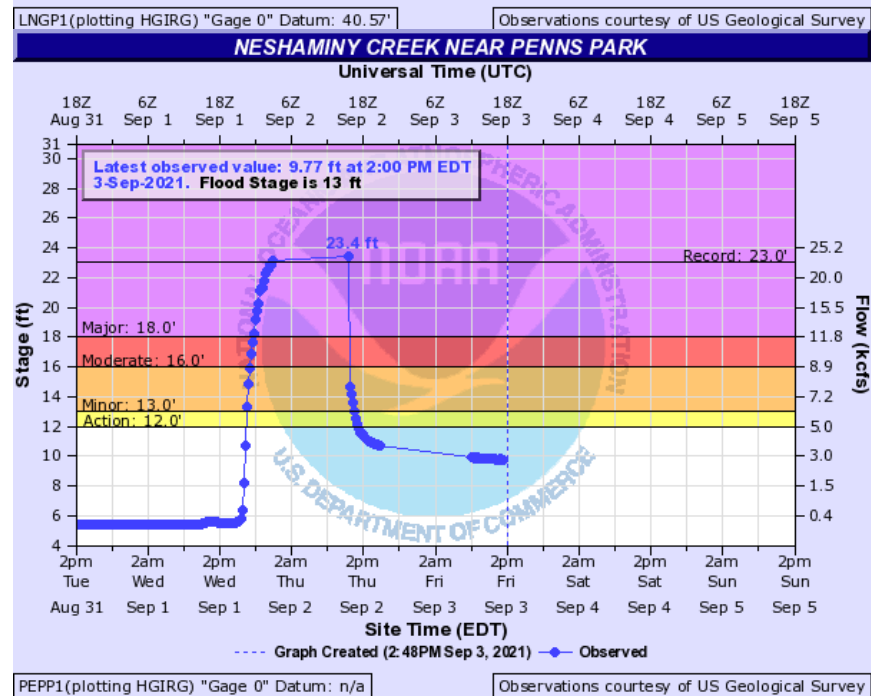 LNGP1(plotting HGIRG) "Gage 0" Datum: 40.57'
Observations courtesy of US Geological Survey
NESHAMINY CREEK NEAR PENNS PARK
Universal Time (UTC)
18Z 6Z 18Z 6Z 18Z 6Z 18Z 6Z 18Z 6Z 18Z
Aug 31 Sep 1 Sep 1 Sep 2 Sep 2 Sep 3 Sep 3 Sep 4 Sep 4 Sep 5 Sep 5
Latest observed value: 9.77 ft at 2:00 PM EDT
3-Sep-2021. Flood Stage is 13 ft
23.4 ft
Record: 23.0'
Major: 18.0'
Moderate: 16.0'
Minor: 13.0'
Action: 12.0'
NATIONAL OCEANIC AND ATMOSPHERIC ADMINISTRATION
NOAA
U.S. DEPARTMENT OF COMMERCE
Stage (ft)
31
30
28
26
24
22
20
18
16
14
12
10
8
6
4
Flow (kcfs)
25.2
20.0
15.5
11.8
8.9
7.2
5.0
3.0
1.5
0.4
2pm 2am 2pm 2am 2pm 2am 2pm 2am 2pm 2am 2pm
Tue Wed Wed Thu Thu Fri Fri Sat Sat Sun Sun
Aug 31 Sep 1 Sep 1 Sep 2 Sep 2 Sep 3 Sep 3 Sep 4 Sep 4 Sep 5 Sep 5
Site Time (EDT)
Graph Created (2:48PM Sep 3, 2021) Observed
PEPP1(plotting HGIRG) "Gage 0" Datum: n/a
Observations courtesy of US Geological Survey